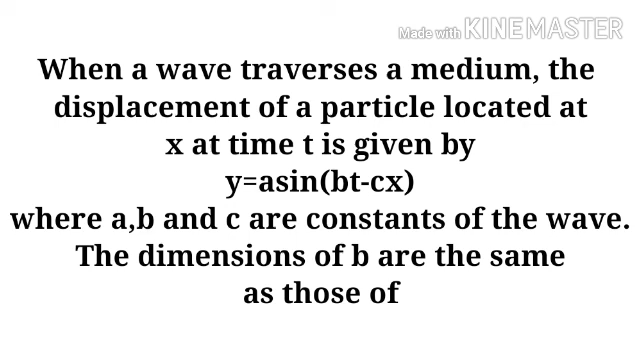 Made with KINEMASTER
When a wave traverses a medium, the
displacement of a particle located at
x at time t is given by
y=asin(bt-cx)
where a,b and c are constants of the wave.
The dimensions of b are the same
as those of